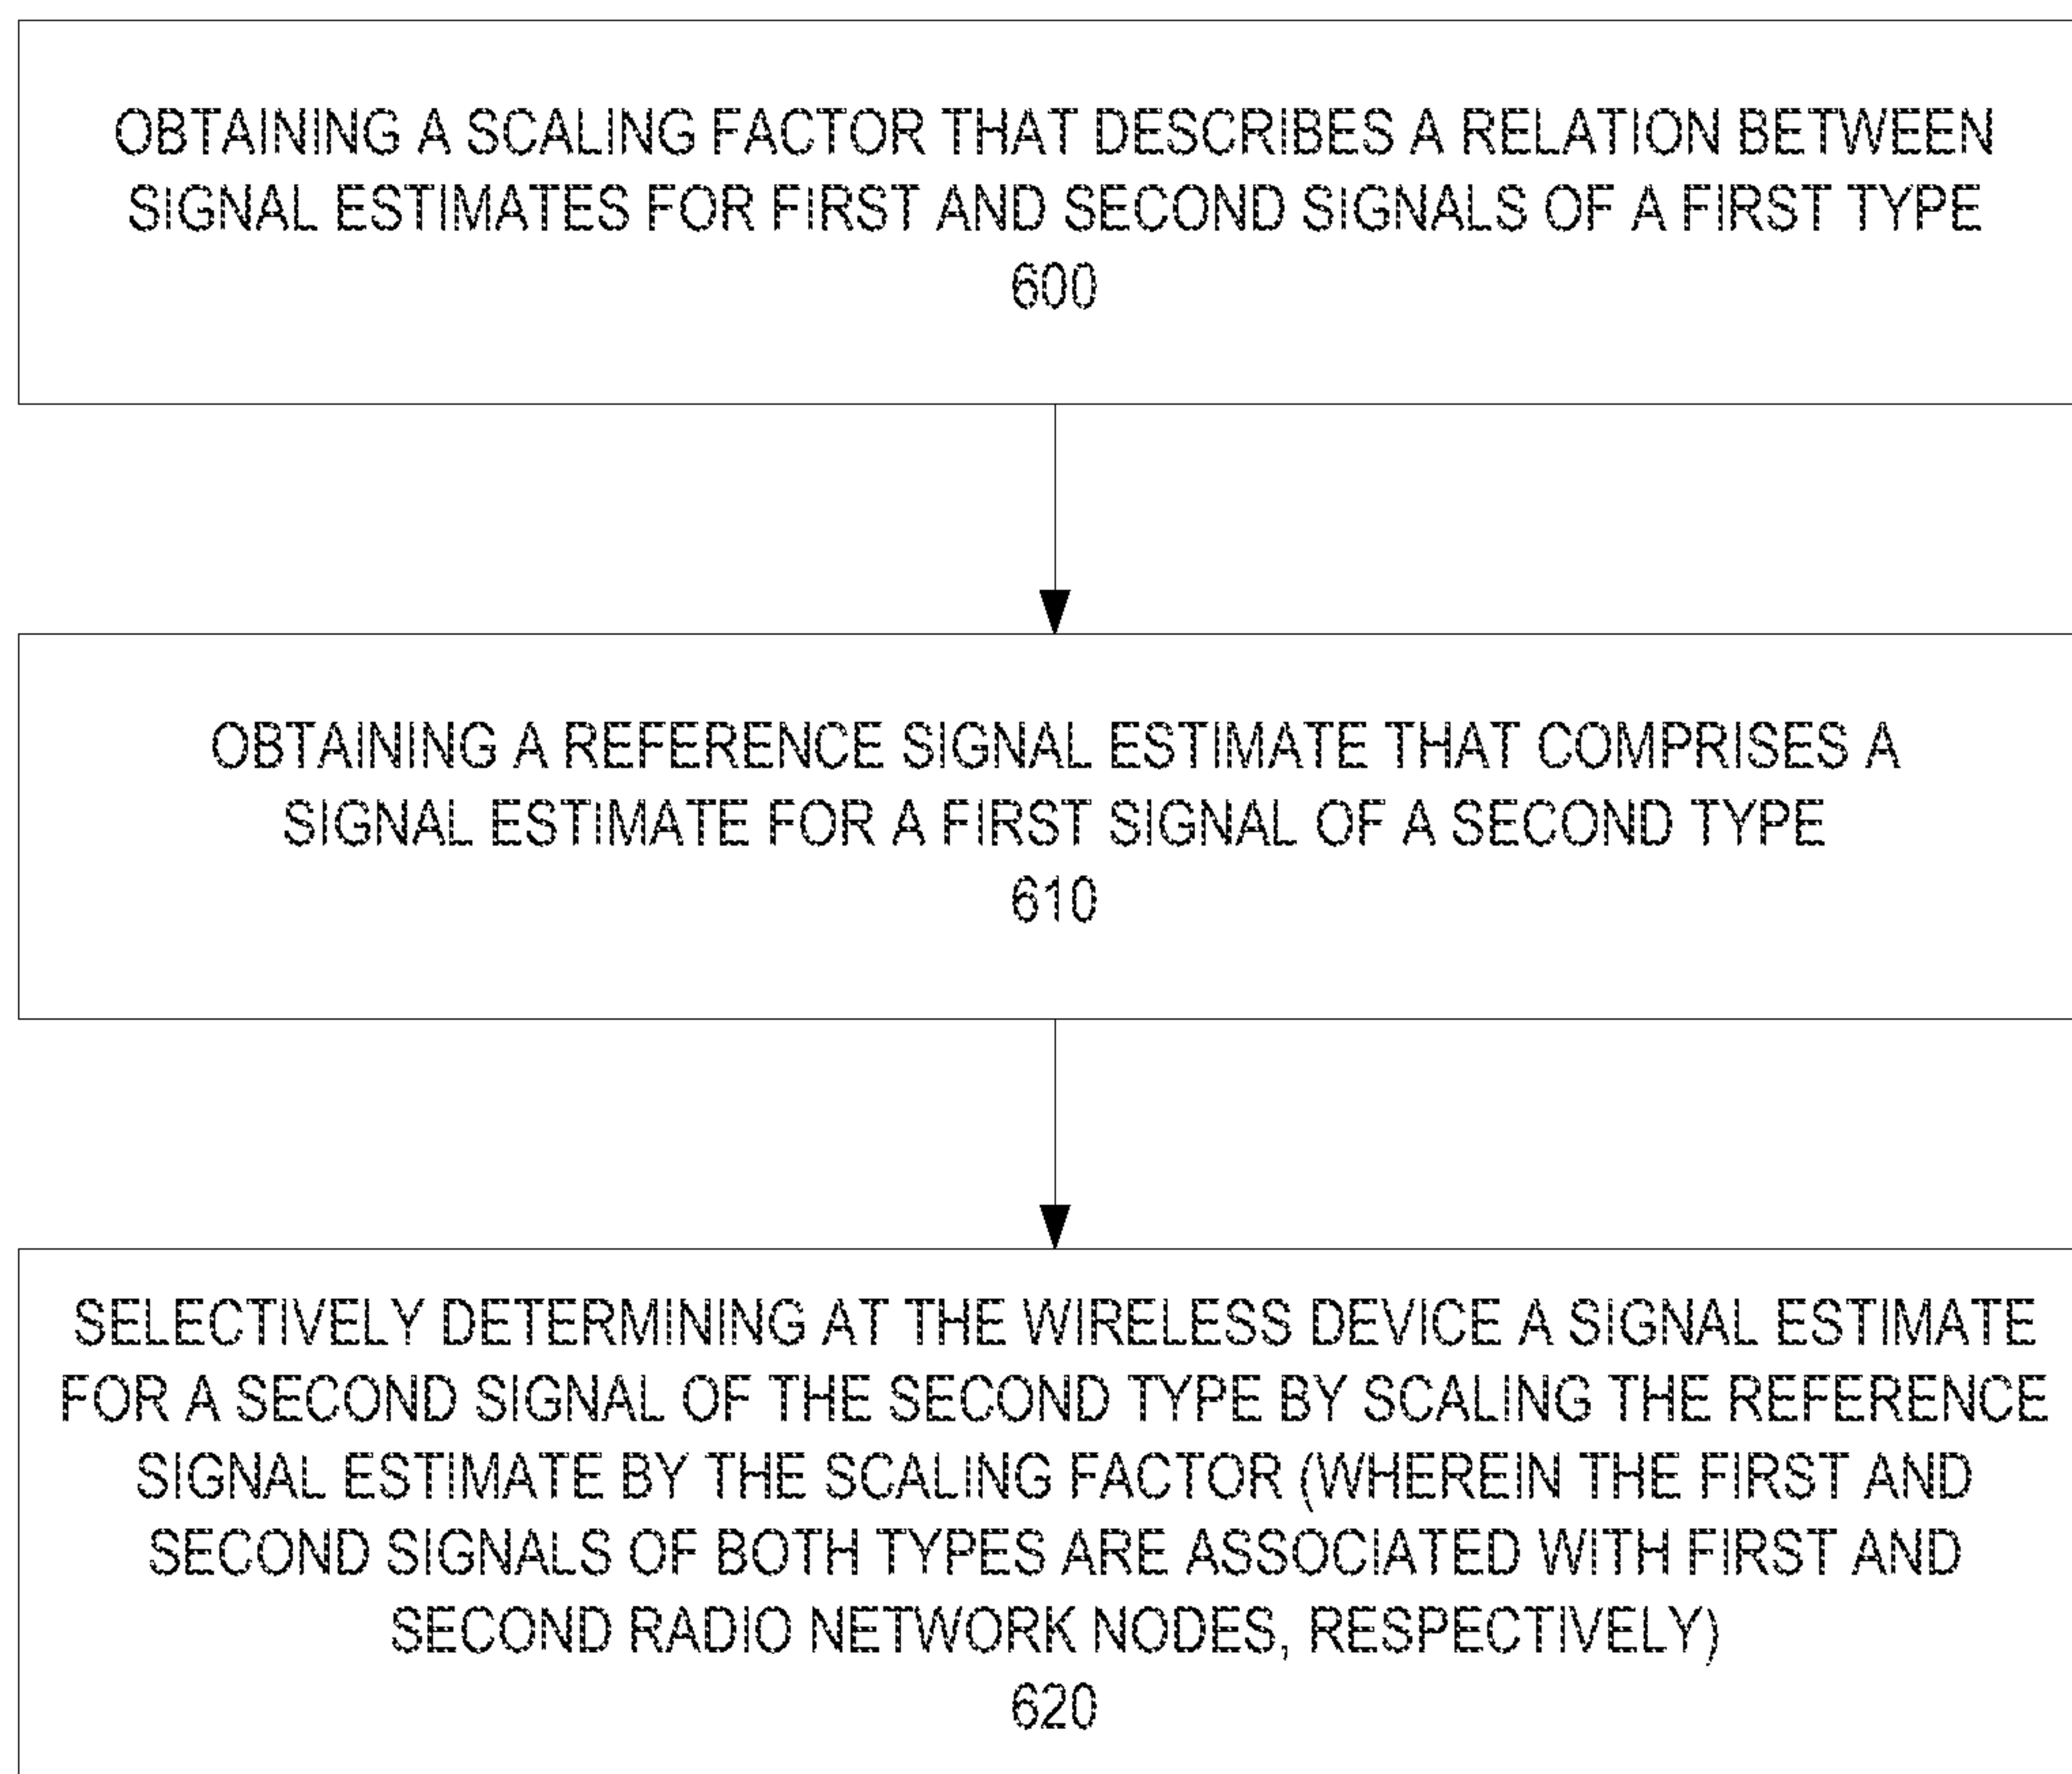 OBTAINING A SCALING FACTOR THAT DESCRIBES A RELATION BETWEEN
SIGNAL ESTIMATES FOR FIRST AND SECOND SIGNALS OF A FIRST TYPE
600
OBTAINING A REFERENCE SIGNAL ESTIMATE THAT COMPRISES A
SIGNAL ESTIMATE FOR A FIRST SIGNAL OF A SECOND TYPE
610
SELECTIVELY DETERMINING AT THE WIRELESS DEVICE A SIGNAL ESTIMATE
FOR A SECOND SIGNAL OF THE SECOND TYPE BY SCALING THE REFERENCE
SIGNAL ESTIMATE BY THE SCALING FACTOR (WHEREIN THE FIRST AND
SECOND SIGNALS OF BOTH TYPES ARE ASSOCIATED WITH FIRST AND
SECOND RADIO NETWORK NODES, RESPECTIVELY)
620